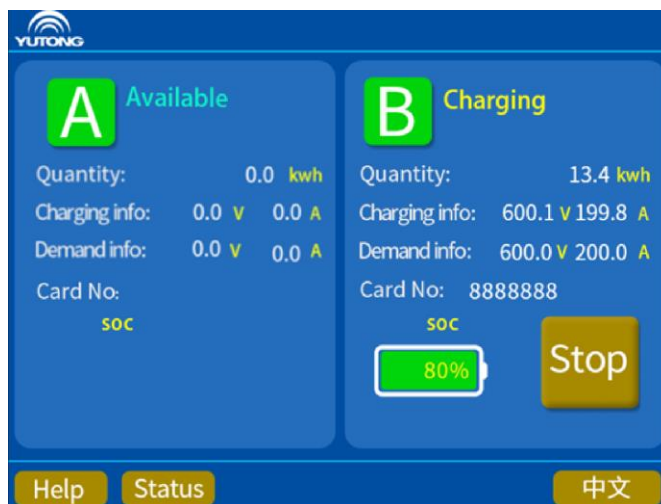 YUTONG
A Available
Quantity: 0.0 kwh
Charging info: 0.0 V 0.0 A
Demand info: 0.0 V 0.0 A
Card No:
SOC
B Charging
Quantity: 13.4 kwh
Charging info: 600.1 V 199.8 A
Demand info: 600.0 V 200.0 A
Card No: 8888888
SOC
80%
Stop
Help Status 中文